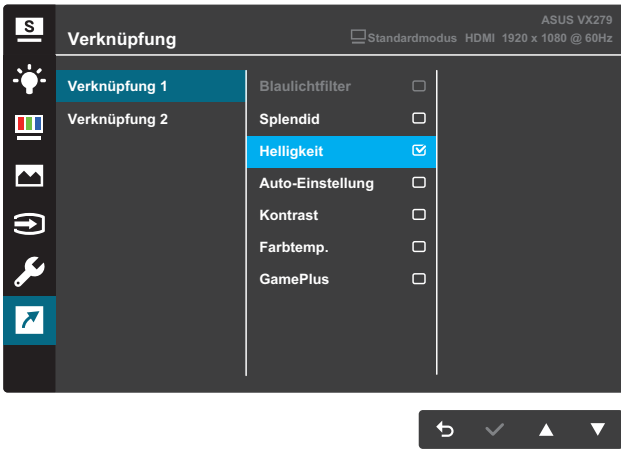 S
ASUS VX279
Verknüpfung
Standardmodus HDMI 1920 x 1080 @ 60Hz
Verknüpfung 1
Verknüpfung 2
Blaulichtfilter
Splendid
Helligkeit
Auto-Einstellung
Kontrast
Farbtemp.
GamePlus